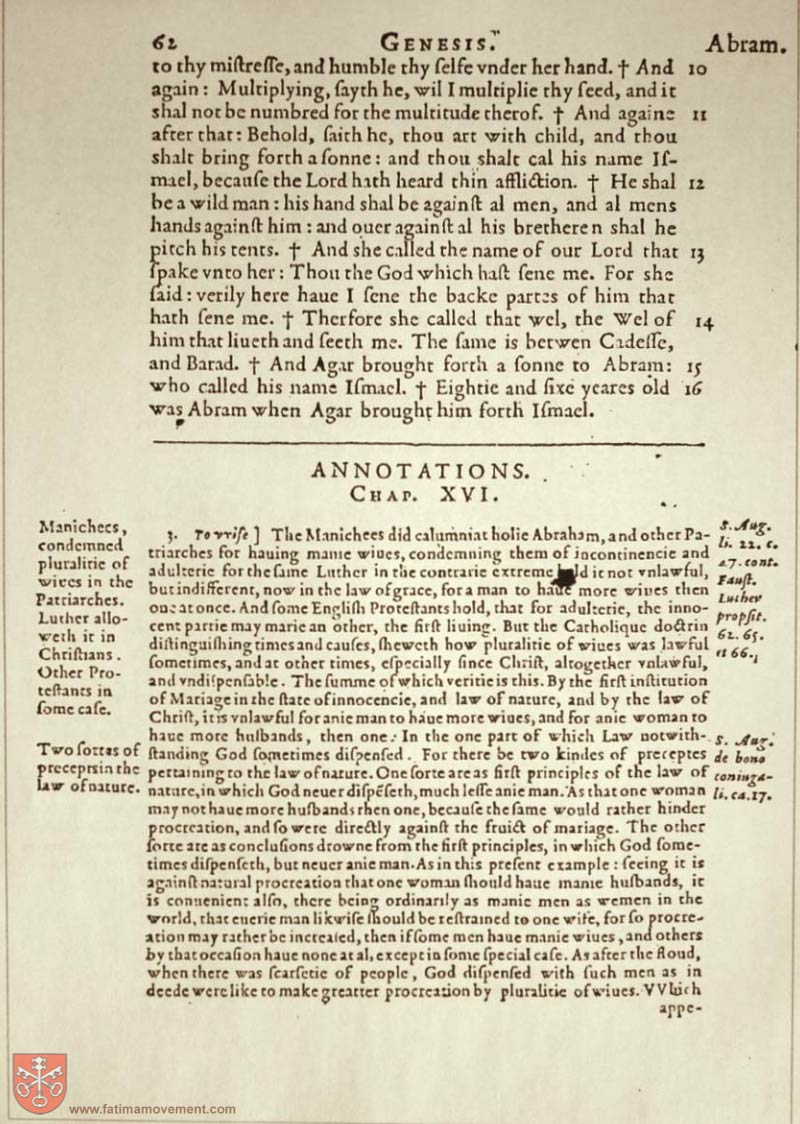 62 GENESIS. Abram.
to thy miſtreſſe, and humble thy ſelfe vnder her hand. † And 10
again: Multiplying, ſayth he, wil I multiplie thy ſeed, and it
shal not be numbred for the multitude therof. † And againe 11
after that: Behold, ſaith he, thou art with child, and thou
shalt bring forth a ſonne: and thou shalt cal his name Iſ-
mael, becauſe the Lord hath heard thin affliction. † He shal 12
be a wild man: his hand shal be againſt al men, and al mens
hands againſt him: and ouer againſt al his bretheren shal he
pitch his tents. † And she called the name of our Lord that 13
ſpake vnto her: Thou the God which haſt ſene me. For she
ſaid: verily here haue I ſene the backe partes of him that
hath ſene me. † Therfore she called that wel, the Wel of 14
him that liueth and ſeeth me. The ſame is betwen Cadeſſe,
and Barad. † And Agar brought forth a ſonne to Abram: 15
who called his name Iſmael. † Eightie and ſixe yeares old 16
was Abram when Agar brought him forth Iſmael.
ANNOTATIONS.
CHAP. XVI.
Manichees,
condemned
pluralitie of
wiues in the
Patriarches.
Luther allo-
weth it in
Chriſtians.
Other Pro-
teſtants in
ſome caſe.
Two ſortes of
precepts in the
law of nature.
3. To vriſe] The Manichees did calumniat holie Abraham, and other Pa-
triarches for hauing manie wiues, condemning them of incontinencie and
adulterie for the ſame Luther in the contrarie extreme it not vnlawful,
but indifferent, now in the law of grace, for a man to haue more wiues then
one at once. And ſome English Proteſtants hold, that for adulterie, the inno-
cent partie may marie an other, the firſt liuing. But the Catholique doctrin
diſtinguishing times and cauſes, sheweth how pluralitie of wiues was lawful
ſometimes, and at other times, eſpecially ſince Chriſt, altogether vnlawful,
and vndiſpenſable. The ſumme of which veritie is this. By the firſt inſtitution
of Mariage in the ſtate of innocencie, and law of nature, and by the law of
Chriſt, it is vnlawful for anie man to haue more wiues, and for anie woman to
haue more huſbands, then one. In the one part of which Law notwith-
ſtanding God ſometimes diſpenſed. For there be two kindes of preceptes
pertaining to the law of nature. One ſorte are as firſt principles of the law of
nature, in which God neuer diſpẽſeth, much leſſe anie man. As that one woman
may not haue more huſbands then one, becauſe the ſame would rather hinder
procreation, and ſo were directly againſt the fruict of mariage. The other
ſorte are as concluſions drowne from the firſt principles, in which God ſome-
times diſpenſeth, but neuer anie man. As in this preſent example: ſeeing it is
againſt natural procreation that one woman should haue manie huſbands, it
is conuenient alſo, there being ordinarily as manie men as wemen in the
world, that euerie man likwiſe should be reſtrained to one wife, for ſo procre-
ation may rather be increaſed, then if ſome men haue manie wiues, and others
by that occaſion haue none at al, except in ſome ſpecial caſe. As after the floud,
when there was ſcarſetie of people, God diſpenſed with ſuch men as in
deede were like to make greatter procreation by pluralitie of wiues. VVhich
appe-
S. Aug.
li. 22. c.
47. cont.
Fauſt.
Luther
propſit.
62. 65.
et 66.
S. Aug.
de bono
coniuga-
li. ca. 17.
www.fatimamovement.com